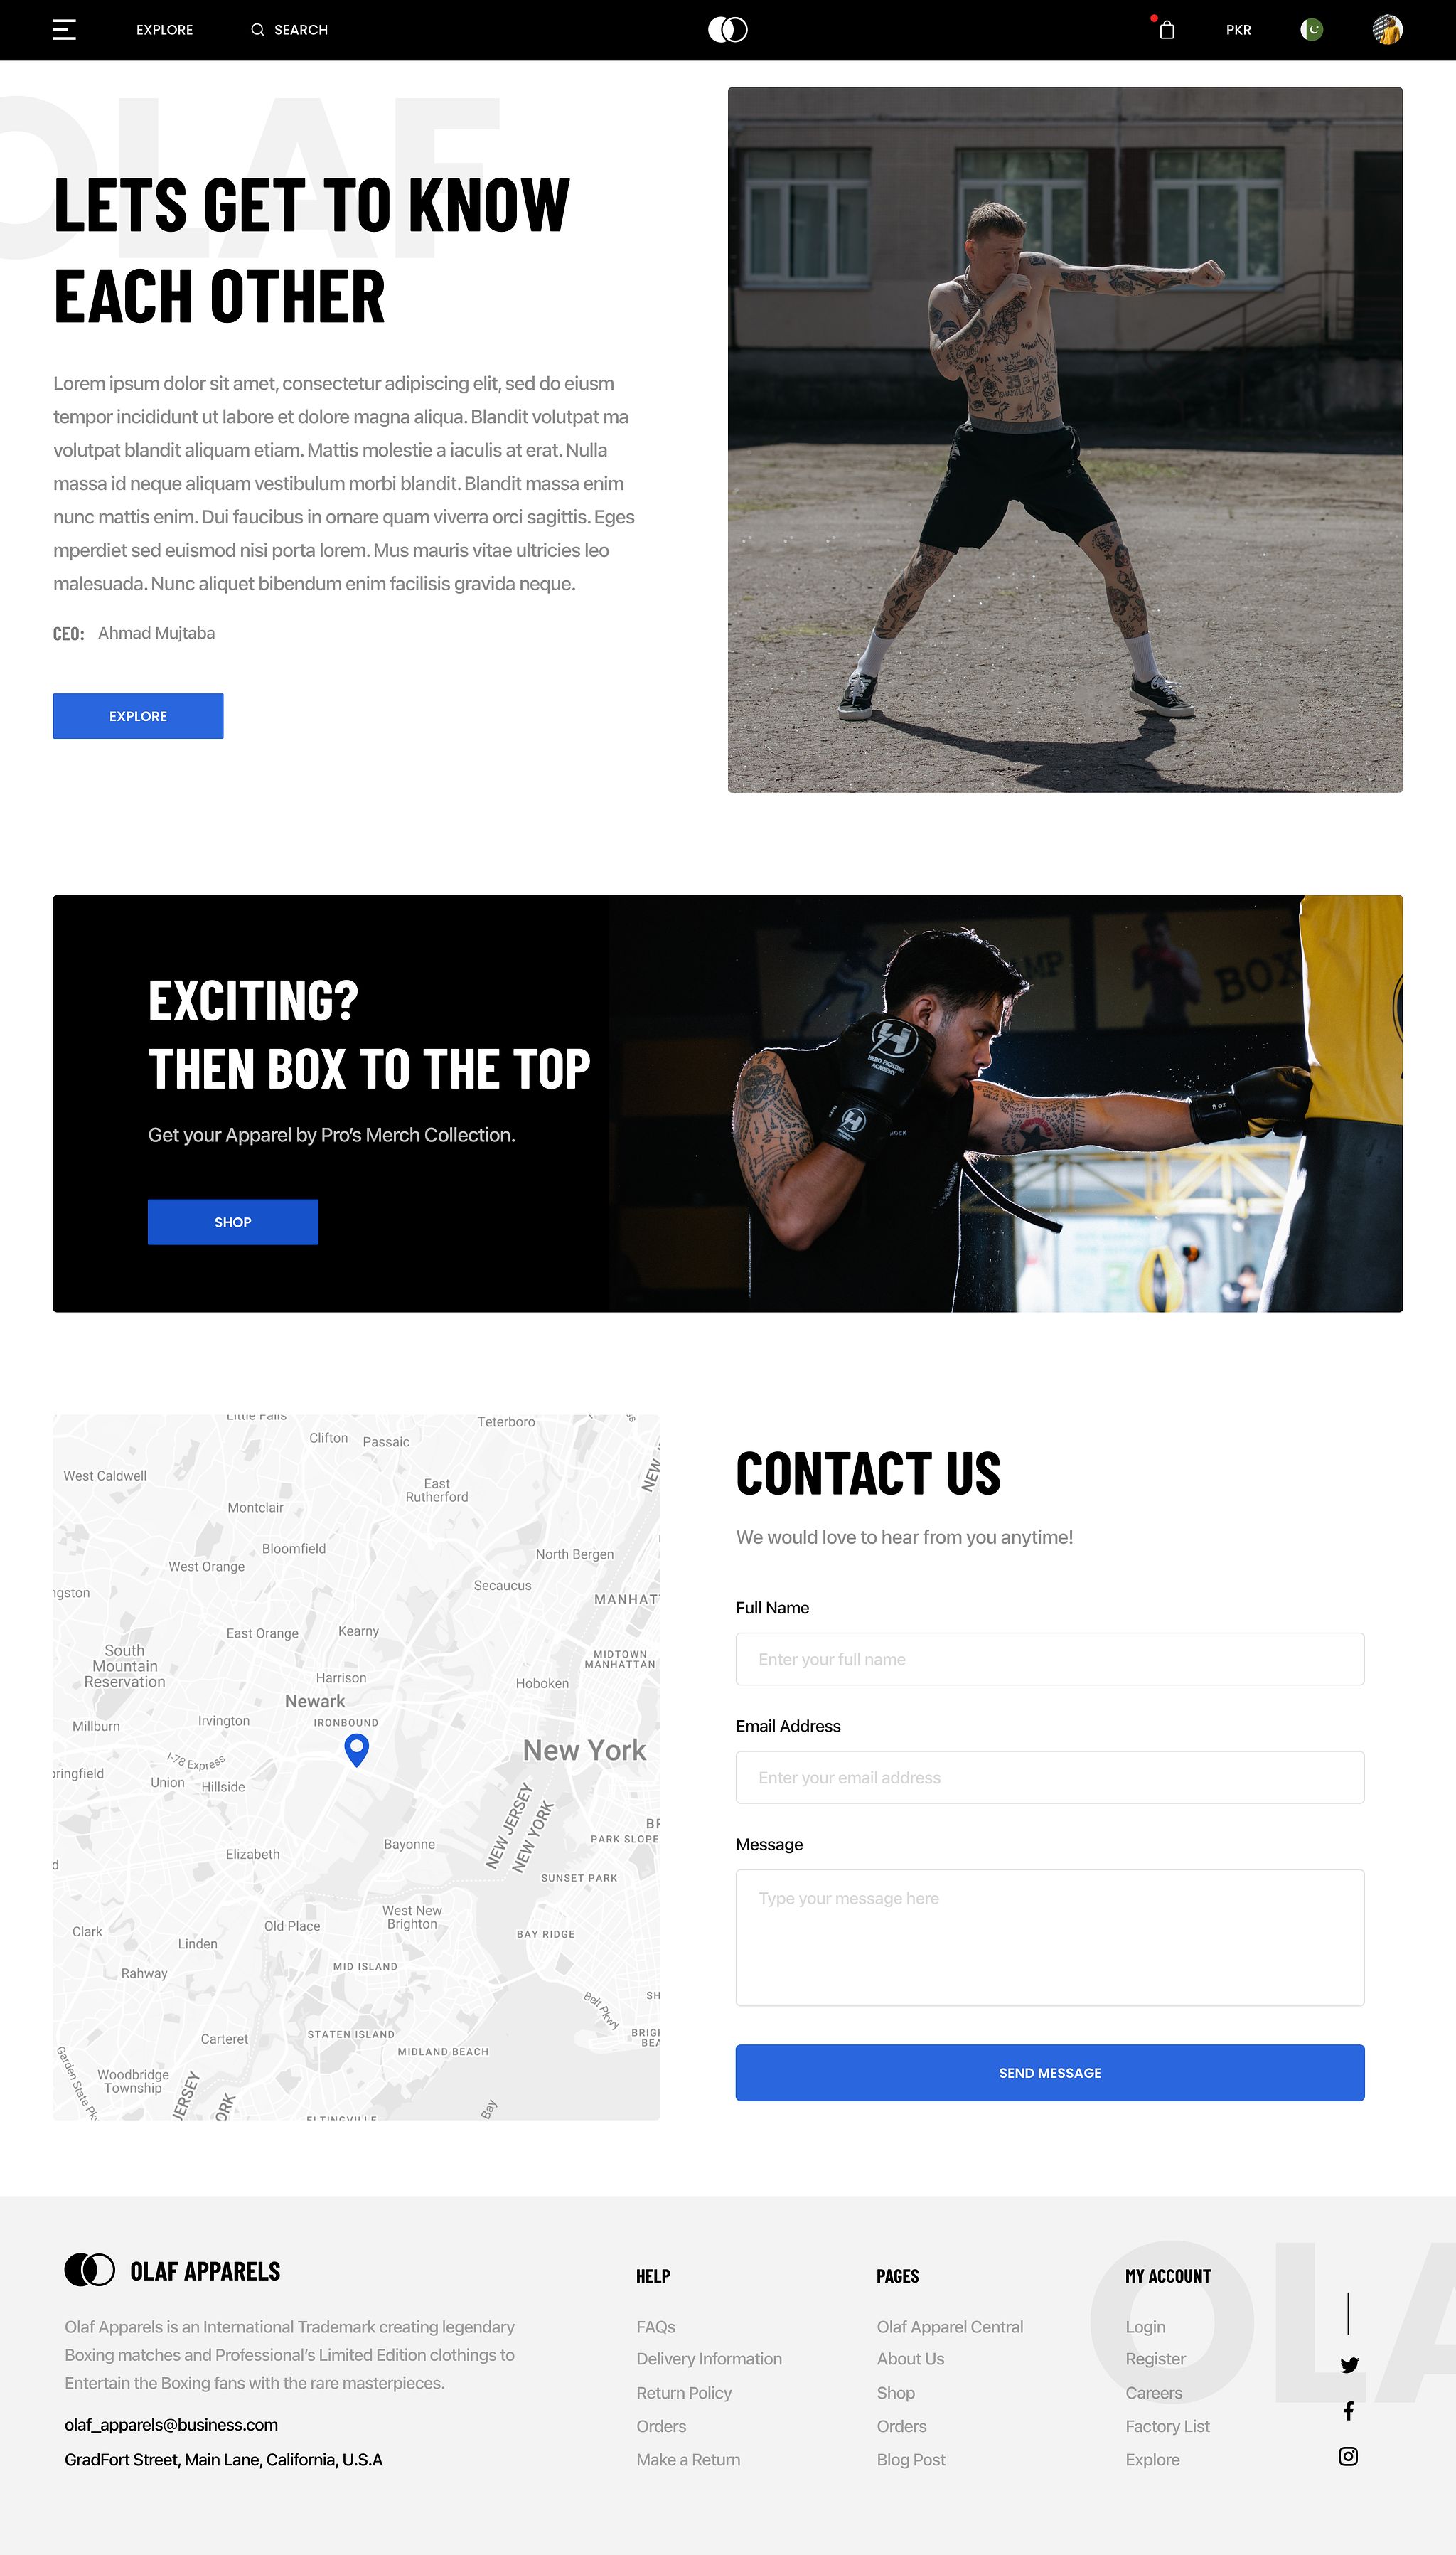 EXPLORE
SEARCH
PKR
OLAF
LETS GET TO KNOW
EACH OTHER
Lorem ipsum dolor sit amet, consectetur adipiscing elit, sed do eiusm
tempor incididunt ut labore et dolore magna aliqua. Blandit volutpat ma
volutpat blandit aliquam etiam. Mattis molestie a iaculis at erat. Nulla
massa id neque aliquam vestibulum morbi blandit. Blandit massa enim
nunc mattis enim. Dui faucibus in ornare quam viverra orci sagittis. Eges
mperdiet sed euismod nisi porta lorem. Mus mauris vitae ultricies leo
malesuada. Nunc aliquet bibendum enim facilisis gravida neque.
CEO: Ahmad Mujtaba
EXPLORE
EXCITING?
THEN BOX TO THE TOP
Get your Apparel by Pro’s Merch Collection.
SHOP
BOX
HERO FIGHTING
ACADEMY
8 oz
Little Falls
Teterboro
Clifton
Passaic
West Caldwell
East
Rutherford
NEW
Montclair
Bloomfield
North Bergen
West Orange
Secaucus
ngston
MANHAT
East Orange
Kearny
South
Mountain
Reservation
MIDTOWN
MANHATTAN
Harrison
Hoboken
Newark
Irvington
IRONBOUND
Millburn
New York
I-78 Express
ringfield
Union
Hillside
NEW JERSEY
NEW YORK
BR
PARK SLOPE
Bayonne
Elizabeth
d
SUNSET PARK
West New
Brighton
Old Place
Clark
BAY RIDGE
Linden
MID ISLAND
Rahway
Belt Pkwy
SH
STATEN ISLAND
Carteret
BRIG
BEA
MIDLAND BEACH
Garden State Pk
Woodbridge
Township
JERSEY
ORK
Bay
ELTINGVILLE
CONTACT US
We would love to hear from you anytime!
Full Name
Enter your full name
Email Address
Enter your email address
Message
Type your message here
SEND MESSAGE
OLA
OLAF APPARELS
Olaf Apparels is an International Trademark creating legendary
Boxing matches and Professional’s Limited Edition clothings to
Entertain the Boxing fans with the rare masterpieces.
olaf_apparels@business.com
GradFort Street, Main Lane, California, U.S.A
HELP
FAQs
Delivery Information
Return Policy
Orders
Make a Return
PAGES
Olaf Apparel Central
About Us
Shop
Orders
Blog Post
MY ACCOUNT
Login
Register
Careers
Factory List
Explore